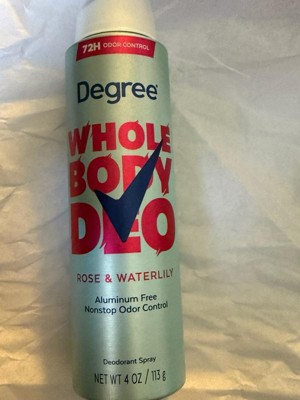 72H ODOR CONTROL
Degree
WHOLE
BODY
DEO
ROSE & WATERLILY
Aluminum Free
Nonstop Odor Control
Deodorant Spray
NET WT 4 OZ / 113 g